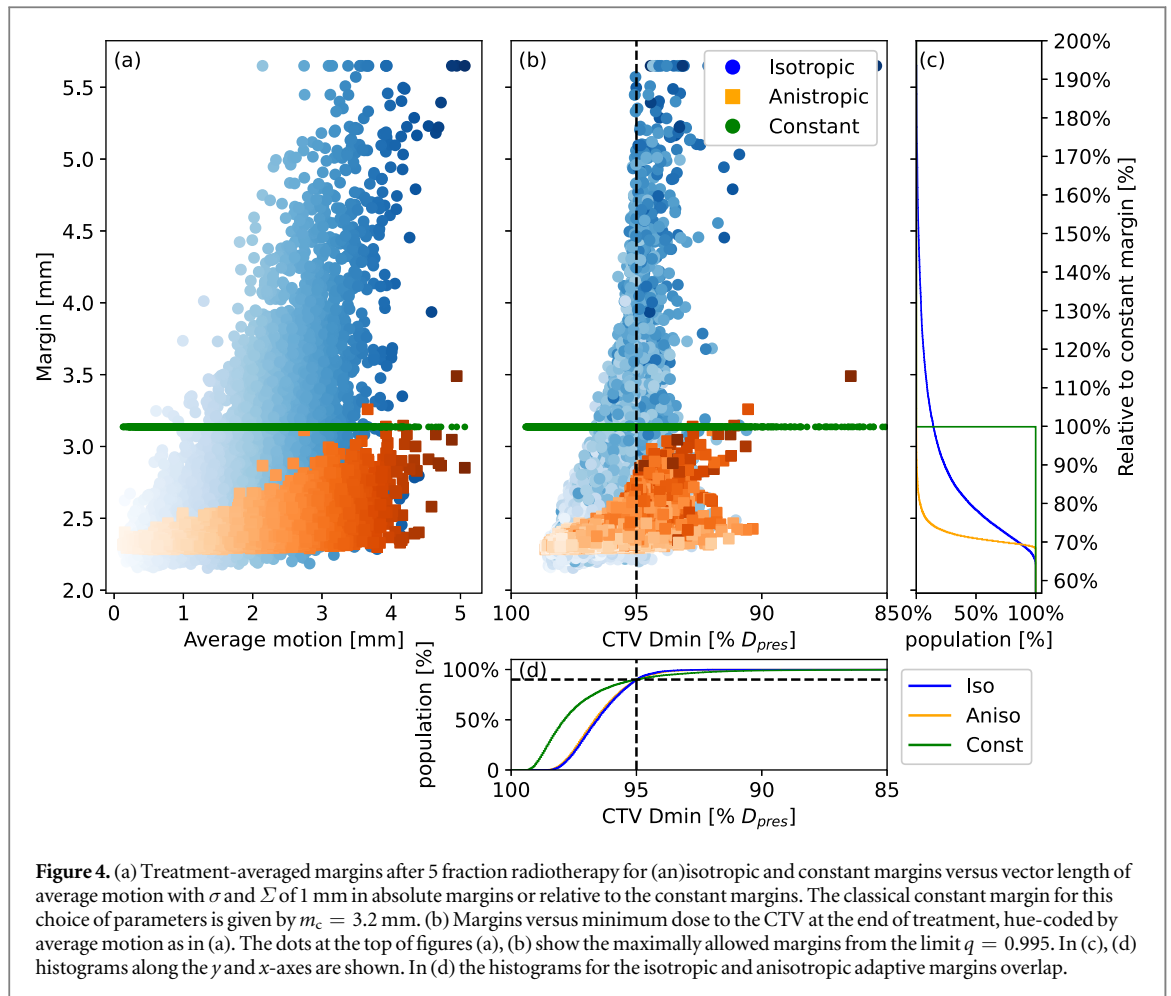 (a)
(b)
(c)
Isotropic
Anistropic
Constant
5.5
5.0
4.5
4.0
3.5
3.0
2.5
2.0
Margin [mm]
0 1 2 3 4 5
Average motion [mm]
100 95 90 85
CTV Dmin [% Dpres]
200%
190%
180%
170%
160%
150%
140%
130%
120%
110%
100%
90%
80%
70%
60%
Relative to constant margin [%]
0% 50% 100%
population [%]
(d)
100%
50%
0
population [%]
100 95 90 85
CTV Dmin [% Dpres]
Iso
Aniso
Const
Figure 4. (a) Treatment-averaged margins after 5 fraction radiotherapy for (an)isotropic and constant margins versus vector length of
average motion with σ and Σ of 1 mm in absolute margins or relative to the constant margins. The classical constant margin for this
choice of parameters is given by mc = 3.2 mm. (b) Margins versus minimum dose to the CTV at the end of treatment, hue-coded by
average motion as in (a). The dots at the top of figures (a), (b) show the maximally allowed margins from the limit q = 0.995. In (c), (d)
histograms along the y and x-axes are shown. In (d) the histograms for the isotropic and anisotropic adaptive margins overlap.